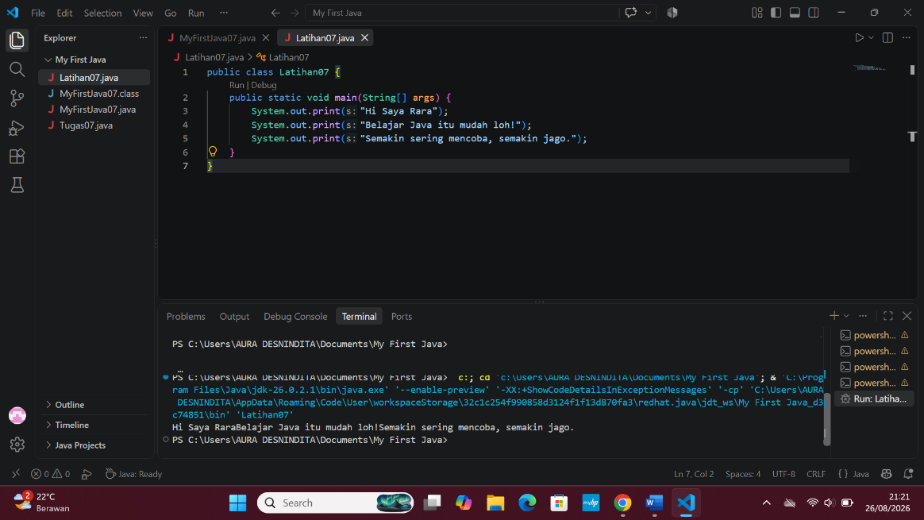 File Edit Selection View Go Run ··· My First Java
Explorer ···
MyFirstJava07.java Latihan07.java
My First Java
Latihan07.java
MyFirstJava07.class
MyFirstJava07.java
Tugas07.java
Latihan07.java > Latihan07
1 public class Latihan07 {
Run | Debug
2 public static void main(String[] args) {
3 System.out.print(s:"Hi Saya Rara");
4 System.out.print(s:"Belajar Java itu mudah loh!");
5 System.out.print(s:"Semakin sering mencoba, semakin jago.");
6 }
7 }
Problems Output Debug Console Terminal Ports
PS C:\Users\AURA DESNINDITA\Documents\My First Java>
…
PS C:\Users\AURA DESNINDITA\Documents\My First Java> c:; cd 'c:\Users\AURA DESNINDITA\Documents\My First Java'; & 'C:\Prog
ram Files\Java\jdk-26.0.2.1\bin\java.exe' '--enable-preview' '-XX:+ShowCodeDetailsInExceptionMessages' '-cp' 'C:\Users\AURA
DESNINDITA\AppData\Roaming\Code\User\workspaceStorage\32c1c254f990858d3124f1f13d870fa3\redhat.java\jdt_ws\My First Java_d3
c74851\bin' 'Latihan07'
Hi Saya RaraBelajar Java itu mudah loh!Semakin sering mencoba, semakin jago.
PS C:\Users\AURA DESNINDITA\Documents\My First Java>
powersh...
powersh...
powersh...
powersh...
Run: Latiha...
Outline
Timeline
Java Projects
0 0 Java: Ready
Ln 7, Col 2 Spaces: 4 UTF-8 CRLF {} Java
2
22°C
Berawan
Search
21:21
26/08/2026